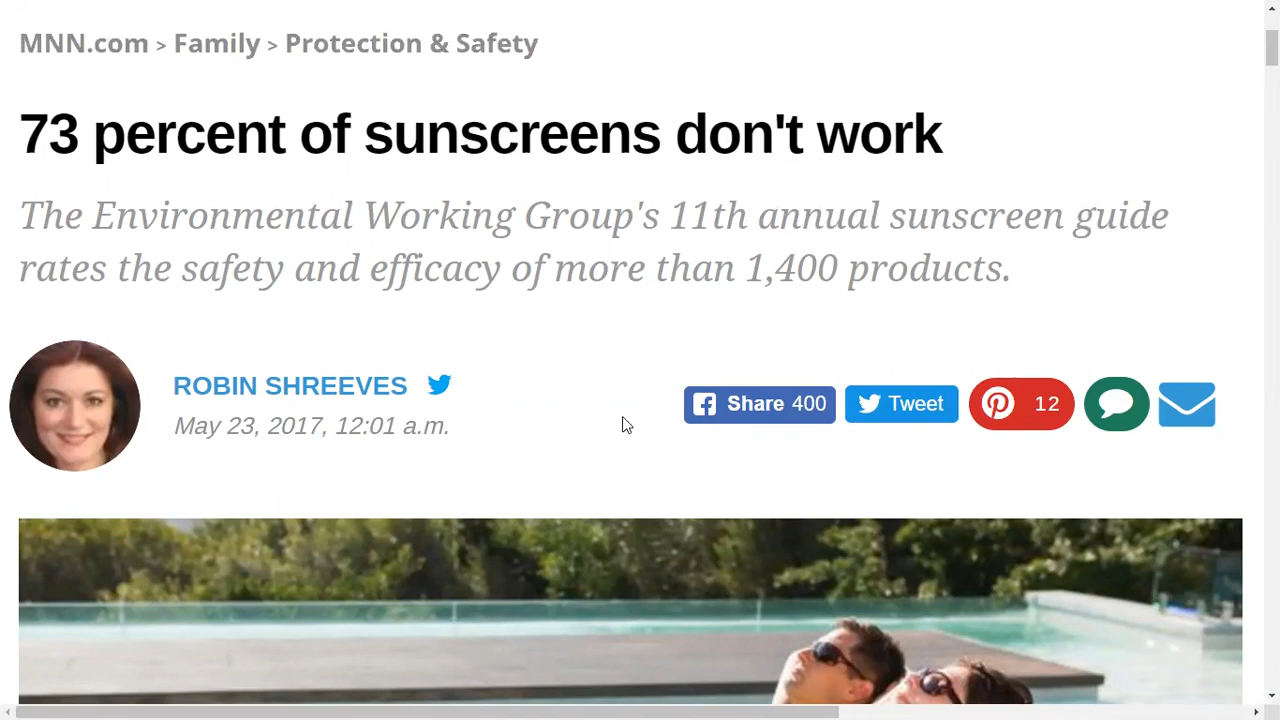 MNN.com > Family > Protection & Safety
73 percent of sunscreens don't work
The Environmental Working Group's 11th annual sunscreen guide
rates the safety and efficacy of more than 1,400 products.
ROBIN SHREEVES
May 23, 2017, 12:01 a.m.
Share 400
Tweet
12